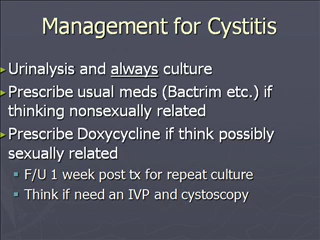 Management for Cystitis
Urinalysis and always culture
Prescribe usual meds (Bactrim etc.) if
thinking nonsexually related
Prescribe Doxycycline if think possibly
sexually related
F/U 1 week post tx for repeat culture
Think if need an IVP and cystoscopy